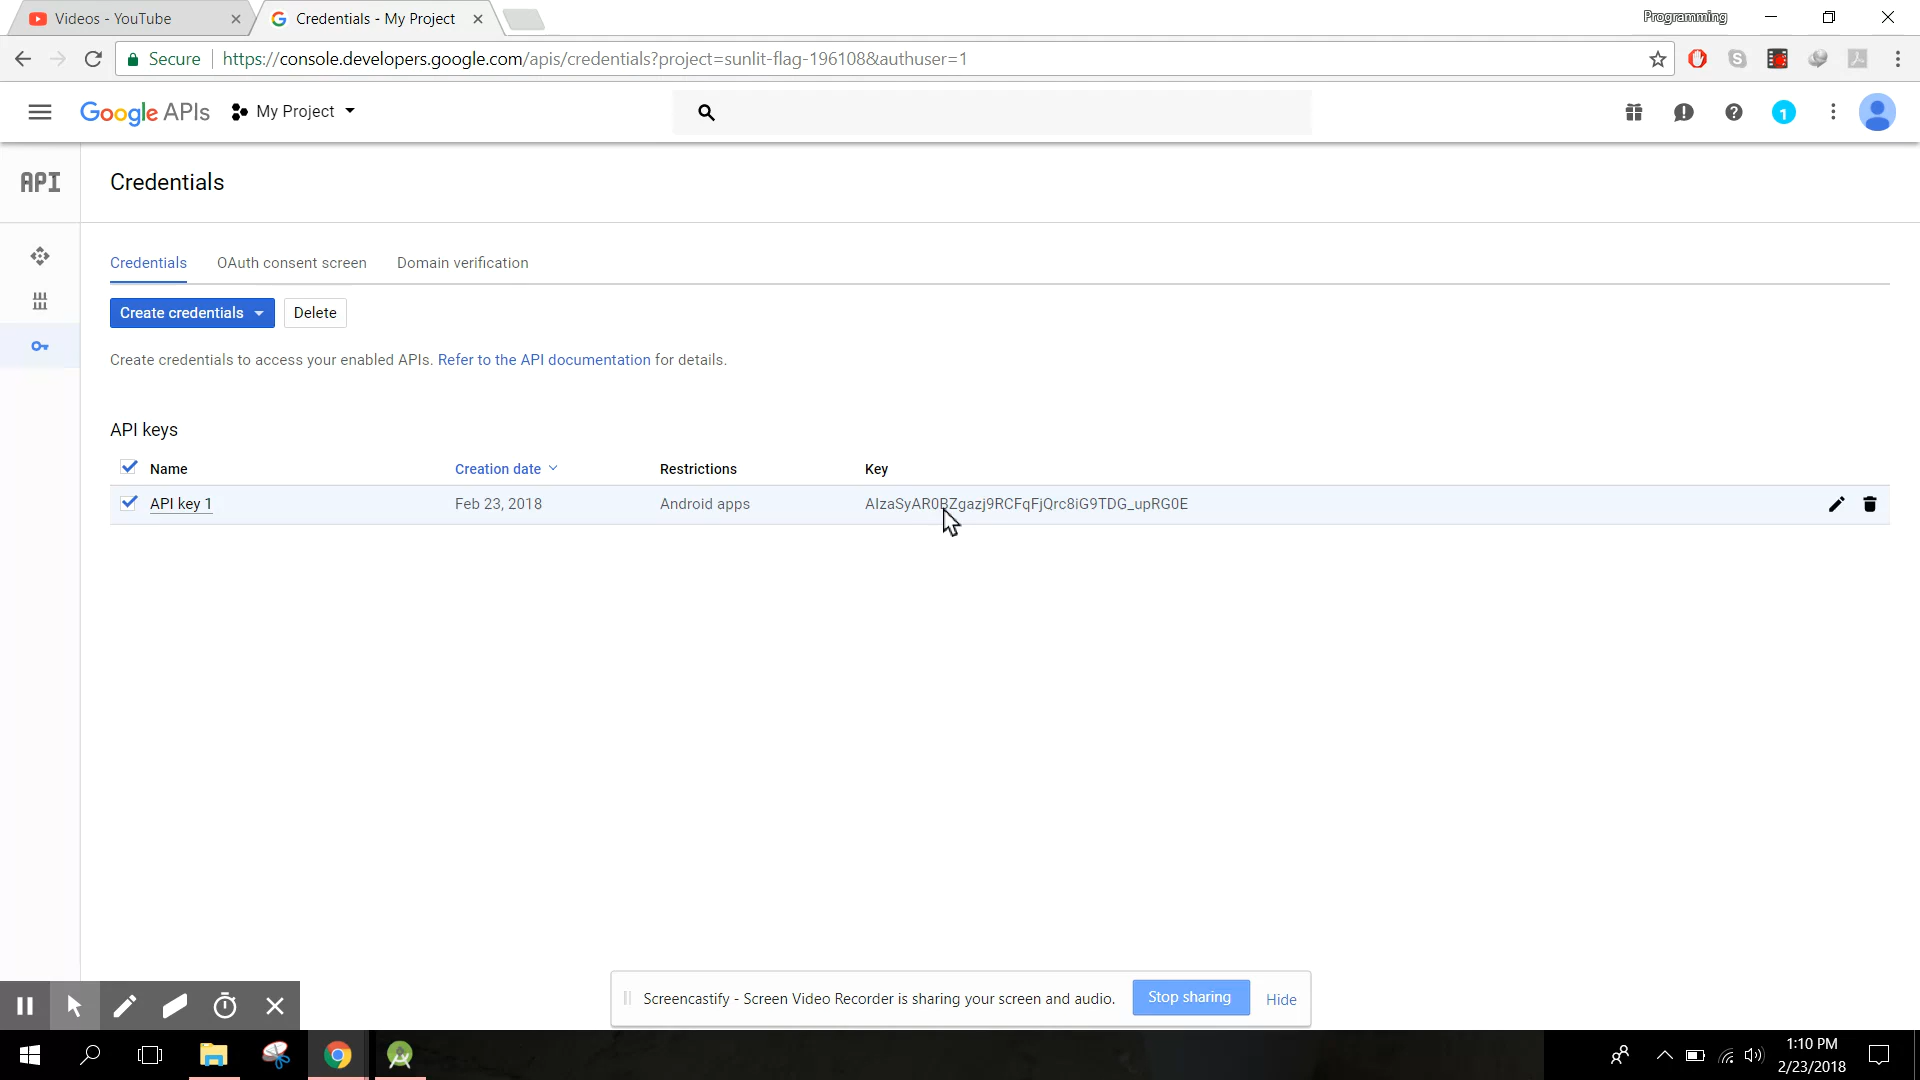 Videos - YouTube
Credentials - My Project
Programming
Secure
https://console.developers.google.com/apis/credentials?project=sunlit-flag-196108&authuser=1
Google APIs
My Project
1
API
Credentials
Credentials
OAuth consent screen
Domain verification
Create credentials
Delete
Create credentials to access your enabled APIs. Refer to the API documentation for details.
API keys
Name
Creation date
Restrictions
Key
API key 1
Feb 23, 2018
Android apps
AIzaSyAR0BZgazj9RCFqFjQrc8iG9TDG_upRG0E
Screencastify - Screen Video Recorder is sharing your screen and audio.
Stop sharing
Hide
1:10 PM
2/23/2018